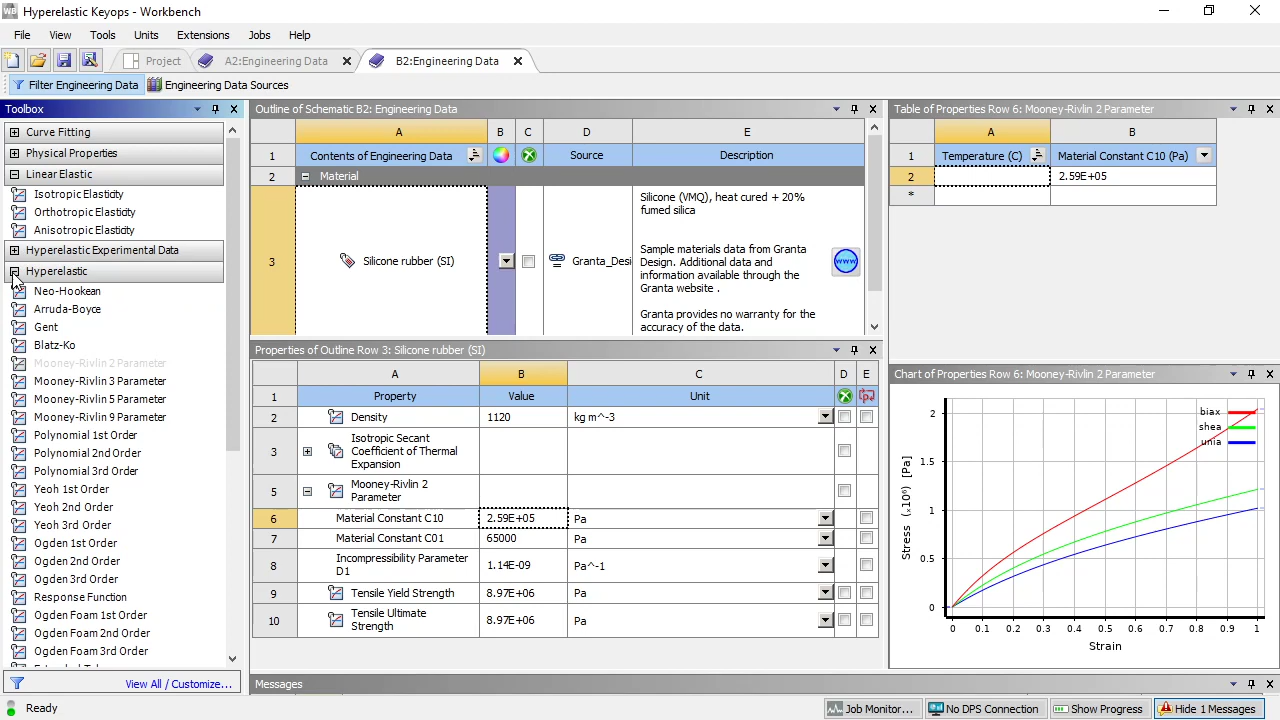 WB Hyperelastic Keyops - Workbench
File View Tools Units Extensions Jobs Help
Project A2:Engineering Data B2:Engineering Data
Filter Engineering Data Engineering Data Sources
Toolbox
Curve Fitting
Physical Properties
Linear Elastic
Isotropic Elasticity
Orthotropic Elasticity
Anisotropic Elasticity
Hyperelastic Experimental Data
Hyperelastic
Neo-Hookean
Arruda-Boyce
Gent
Blatz-Ko
Mooney-Rivlin 2 Parameter
Mooney-Rivlin 3 Parameter
Mooney-Rivlin 5 Parameter
Mooney-Rivlin 9 Parameter
Polynomial 1st Order
Polynomial 2nd Order
Polynomial 3rd Order
Yeoh 1st Order
Yeoh 2nd Order
Yeoh 3rd Order
Ogden 1st Order
Ogden 2nd Order
Ogden 3rd Order
Response Function
Ogden Foam 1st Order
Ogden Foam 2nd Order
Ogden Foam 3rd Order
View All / Customize...
Outline of Schematic B2: Engineering Data
A B C D E
1 Contents of Engineering Data Source Description
2 Material
3 Silicone rubber (SI) Granta_Desi
Silicone (VMQ), heat cured + 20%
fumed silica
Sample materials data from Granta
Design. Additional data and
information available through the
Granta website .
Granta provides no warranty for the
accuracy of the data.
www
Properties of Outline Row 3: Silicone rubber (SI)
A B C D E
1 Property Value Unit
2 Density 1120 kg m^-3
3 Isotropic Secant
Coefficient of Thermal
Expansion
5 Mooney-Rivlin 2
Parameter
6 Material Constant C10 2.59E+05 Pa
7 Material Constant C01 65000 Pa
8 Incompressibility Parameter
D1 1.14E-09 Pa^-1
9 Tensile Yield Strength 8.97E+06 Pa
10 Tensile Ultimate
Strength 8.97E+06 Pa
Messages
Table of Properties Row 6: Mooney-Rivlin 2 Parameter
A B
1 Temperature (C) Material Constant C10 (Pa)
2 2.59E+05
*
Chart of Properties Row 6: Mooney-Rivlin 2 Parameter
biax
shea
unia
2
1.5
1
0.5
0
Stress (x10⁶) [Pa]
0 0.1 0.2 0.3 0.4 0.5 0.6 0.7 0.8 0.9 1
Strain
Ready
Job Monitor... No DPS Connection Show Progress Hide 1 Messages